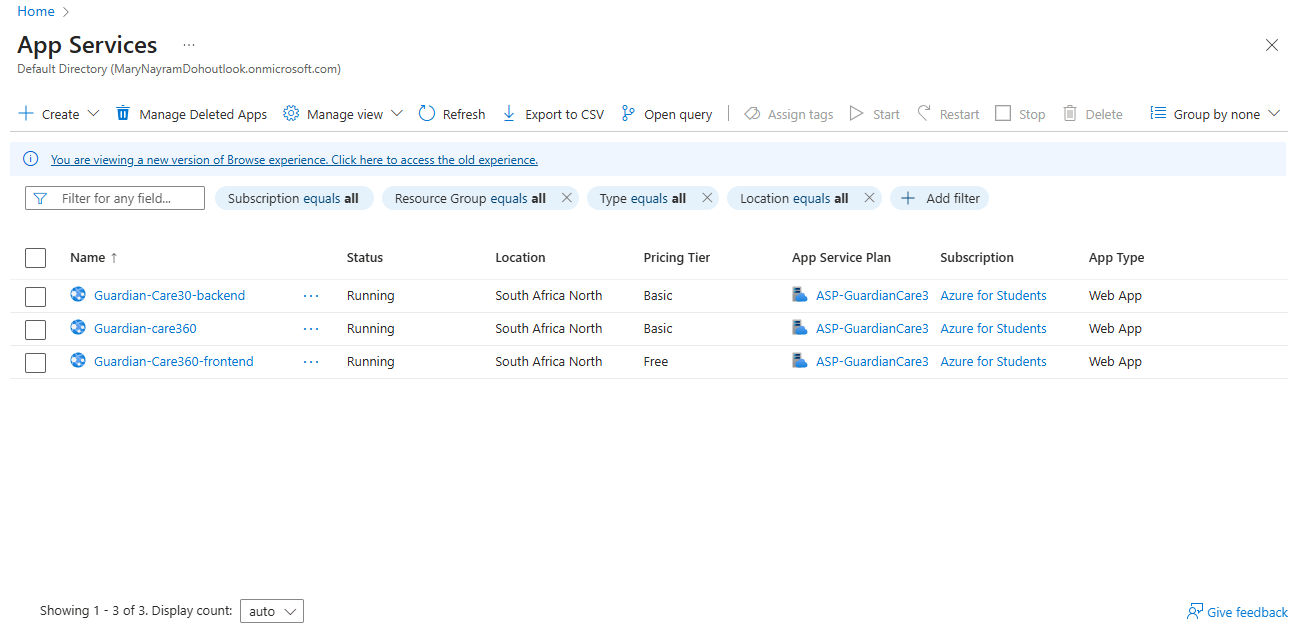 Home
App Services ...
Default Directory (MaryNayramDohoutlook.onmicrosoft.com)
Create Manage Deleted Apps Manage view Refresh Export to CSV Open query Assign tags Start Restart Stop Delete Group by none
You are viewing a new version of Browse experience. Click here to access the old experience.
Filter for any field... Subscription equals all Resource Group equals all Type equals all Location equals all Add filter
Name ↑ Status Location Pricing Tier App Service Plan Subscription App Type
Guardian-Care30-backend ... Running South Africa North Basic ASP-GuardianCare3 Azure for Students Web App
Guardian-care360 ... Running South Africa North Basic ASP-GuardianCare3 Azure for Students Web App
Guardian-Care360-frontend ... Running South Africa North Free ASP-GuardianCare3 Azure for Students Web App
Showing 1 - 3 of 3. Display count: auto Give feedback